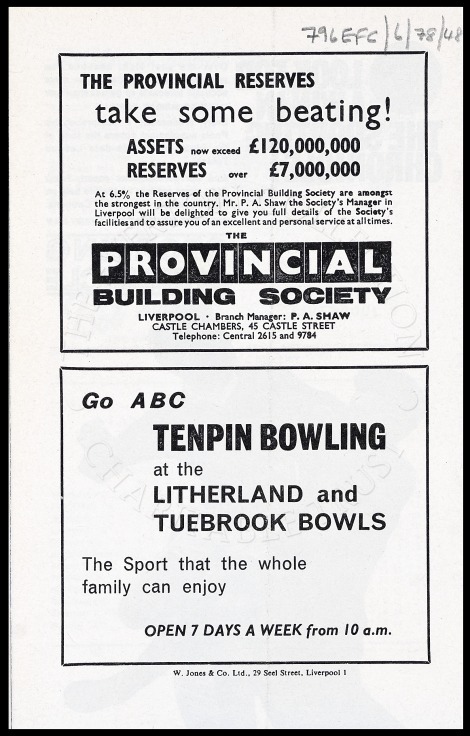 796EFC/6/78/48
THE PROVINCIAL RESERVES
take some beating!
ASSETS now exceed £120,000,000
RESERVES over £7,000,000
At 6.5% the Reserves of the Provincial Building Society are amongst
the strongest in the country. Mr. P. A. Shaw the Society's Manager in
Liverpool will be delighted to give you full details of the Society's
facilities and to assure you of an excellent and personal service at all times.
THE
PROVINCIAL
BUILDING SOCIETY
LIVERPOOL · Branch Manager: P. A. SHAW
CASTLE CHAMBERS, 45 CASTLE STREET
Telephone: Central 2615 and 9784
Go ABC
TENPIN BOWLING
at the
LITHERLAND and
TUEBROOK BOWLS
The Sport that the whole
family can enjoy
OPEN 7 DAYS A WEEK from 10 a.m.
W. Jones & Co. Ltd., 29 Seel Street, Liverpool 1